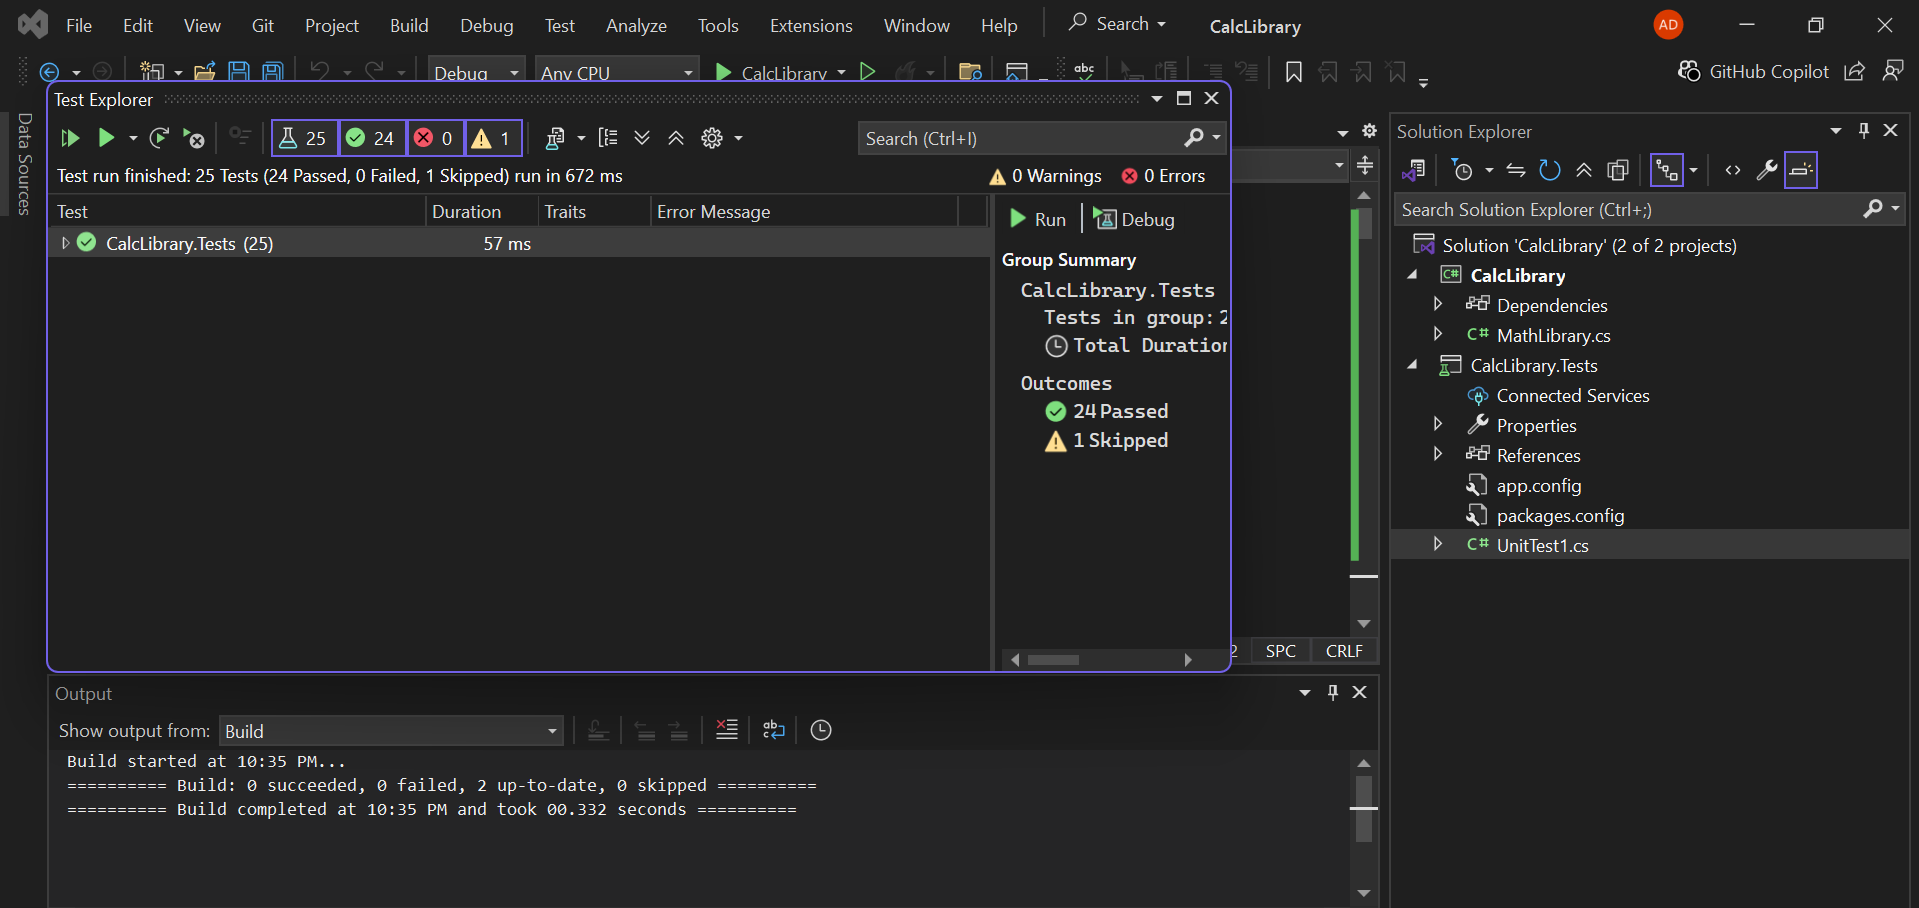 File Edit View Git Project Build Debug Test Analyze Tools Extensions Window Help Search CalcLibrary AD
Debug Any CPU CalcLibrary abc GitHub Copilot
Data Sources
Test Explorer
25 24 0 1 Search (Ctrl+I)
Test run finished: 25 Tests (24 Passed, 0 Failed, 1 Skipped) run in 672 ms 0 Warnings 0 Errors
Test Duration Traits Error Message
CalcLibrary.Tests (25) 57 ms
Run Debug
Group Summary
CalcLibrary.Tests
Tests in group: 2
Total Duration
Outcomes
24 Passed
1 Skipped
2 SPC CRLF
Output
Show output from: Build
Build started at 10:35 PM...
========== Build: 0 succeeded, 0 failed, 2 up-to-date, 0 skipped ==========
========== Build completed at 10:35 PM and took 00.332 seconds ==========
Solution Explorer
Search Solution Explorer (Ctrl+;)
Solution 'CalcLibrary' (2 of 2 projects)
C# CalcLibrary
Dependencies
C# MathLibrary.cs
CalcLibrary.Tests
Connected Services
Properties
References
app.config
packages.config
C# UnitTest1.cs